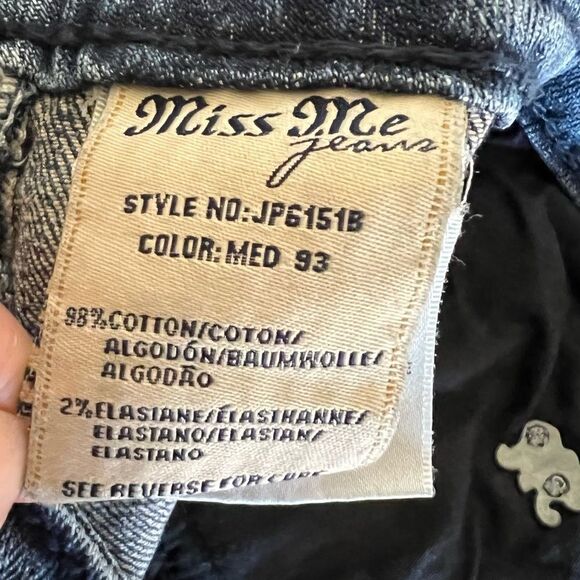 Miss Me
jeans
STYLE NO:JP6151B
COLOR:MED 93
98%COTTON/COTON/
ALGODÓN/BAUMWOLLE/
ALGODÃO
2%ELASTANE/ÉLASTHANNE/
ELASTANO/ELASTAN/
ELASTANO
SEE REVERSE FOR CARE